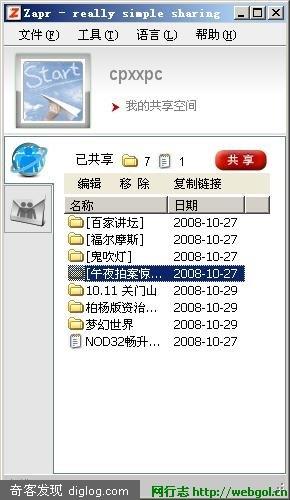 Zapr - really simple sharing
文件(F) 工具(T) 语言(L) 帮助(H)
Start
cpxxpc
我的共享空间
已共享 7 1 共享
编辑 移除 复制链接
名称 日期
[百家讲坛] 2008-10-27
[福尔摩斯] 2008-10-27
[鬼吹灯] 2008-10-27
[午夜拍案惊... 2008-10-27
10.11 关门山 2008-10-29
柏杨版资治... 2008-10-29
梦幻世界 2008-10-29
NOD32畅升... 2008-10-27
奇客发现 diglog.com
网行志 http://webgol.cn